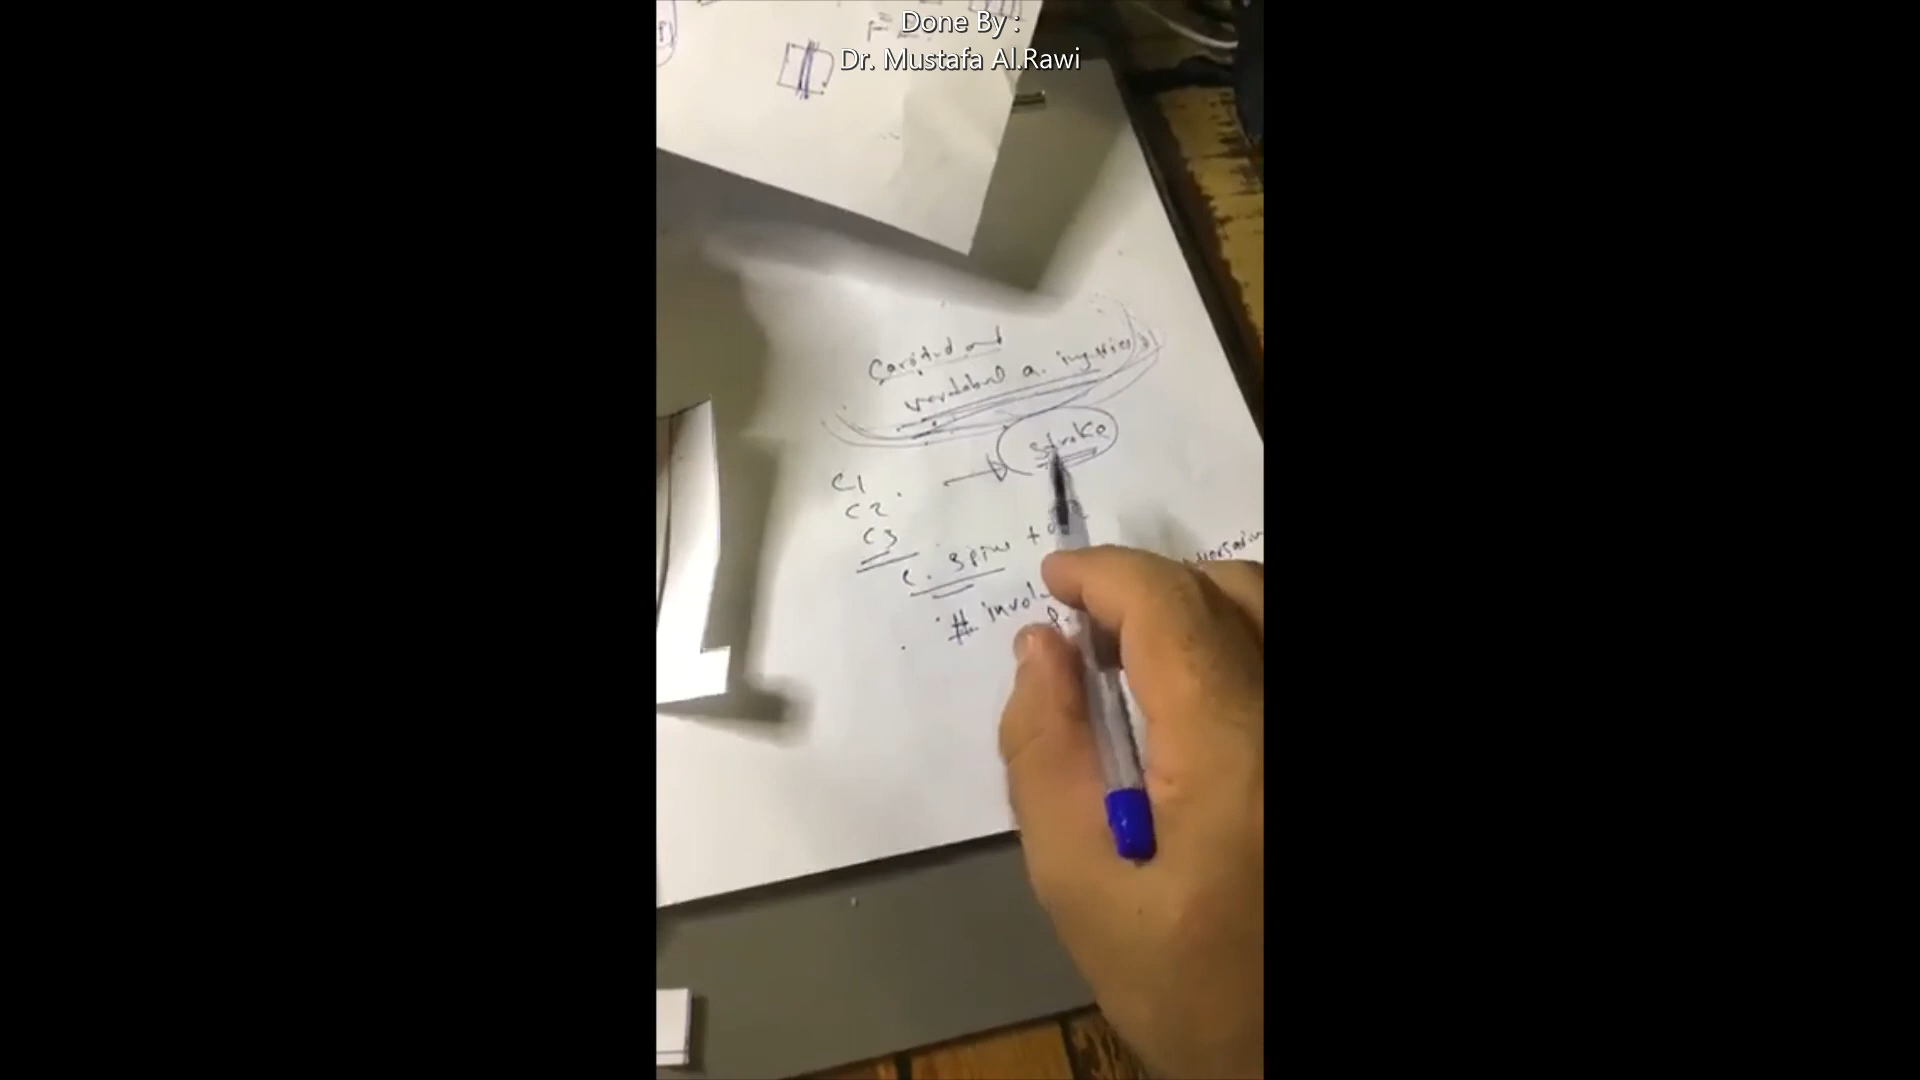 Done By :
Dr. Mustafa Al.Rawi
Carotid and
vertebral a. injuries
stroke
C1
C2
C3
C. spine +
# invol